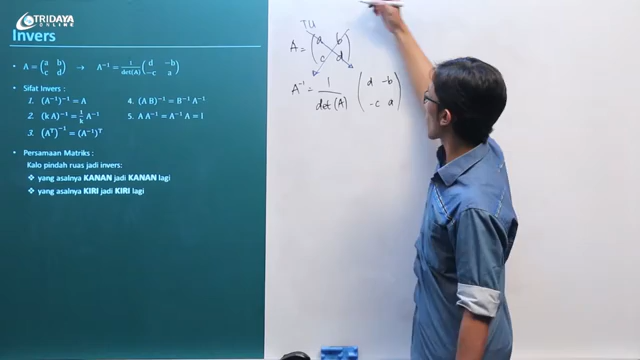 TRIDAYA
ONLINE
Invers
• A = (a b c d) → A⁻¹ = 1/det(A) (d −b −c a)
• Sifat Invers :
1. (A⁻¹)⁻¹ = A
4. (A B)⁻¹ = B⁻¹ A⁻¹
2. (k A)⁻¹ = 1/k A⁻¹
5. A A⁻¹ = A⁻¹ A = I
3. (Aᵀ)⁻¹ = (A⁻¹)ᵀ
• Persamaan Matriks :
Kalo pindah ruas jadi invers:
❖ yang asalnya KANAN jadi KANAN lagi
❖ yang asalnya KIRI jadi KIRI lagi
TU
A = (a b c d)
A⁻¹ = 1/det(A) (d -b -c a)